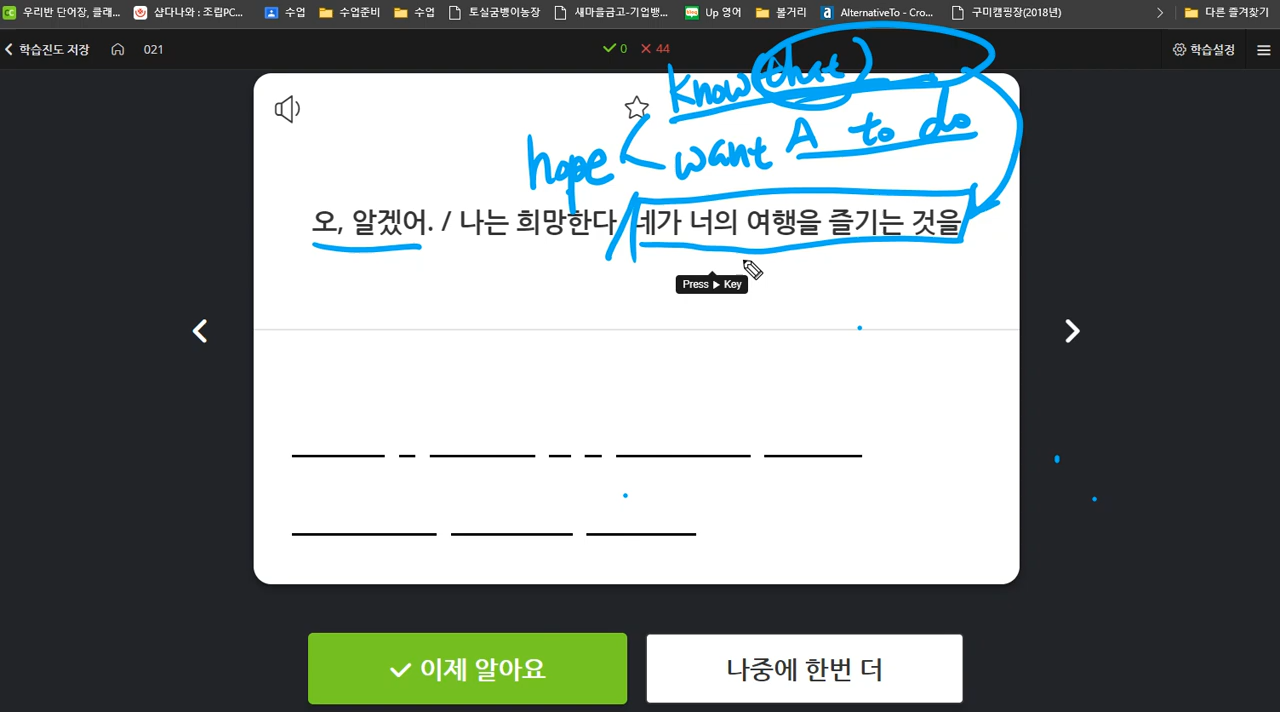 우리반 단어장, 클래... 샵다나와 : 조립PC... 수업 수업준비 수업 토실굼벵이농장 새마을금고-기업뱅... Up 영어 볼거리 AlternativeTo - Cro... 구미캠핑장(2018년) 다른 즐겨찾기
학습진도 저장 021 0 44 학습설정
know (that)
hope want A to do
오, 알겠어. / 나는 희망한다 / 네가 너의 여행을 즐기는 것을
Press ▶ Key
이제 알아요 나중에 한번 더